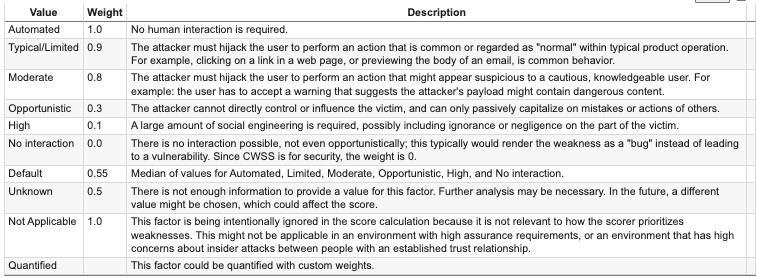 Value Weight Description
Automated 1.0 No human interaction is required.
Typical/Limited 0.9 The attacker must hijack the user to perform an action that is common or regarded as "normal" within typical product operation.
For example, clicking on a link in a web page, or previewing the body of an email, is common behavior.
Moderate 0.8 The attacker must hijack the user to perform an action that might appear suspicious to a cautious, knowledgeable user. For
example: the user has to accept a warning that suggests the attacker's payload might contain dangerous content.
Opportunistic 0.3 The attacker cannot directly control or influence the victim, and can only passively capitalize on mistakes or actions of others.
High 0.1 A large amount of social engineering is required, possibly including ignorance or negligence on the part of the victim.
No interaction 0.0 There is no interaction possible, not even opportunistically; this typically would render the weakness as a "bug" instead of leading
to a vulnerability. Since CWSS is for security, the weight is 0.
Default 0.55 Median of values for Automated, Limited, Moderate, Opportunistic, High, and No interaction.
Unknown 0.5 There is not enough information to provide a value for this factor. Further analysis may be necessary. In the future, a different
value might be chosen, which could affect the score.
Not Applicable 1.0 This factor is being intentionally ignored in the score calculation because it is not relevant to how the scorer prioritizes
weaknesses. This might not be applicable in an environment with high assurance requirements, or an environment that has high
concerns about insider attacks between people with an established trust relationship.
Quantified This factor could be quantified with custom weights.